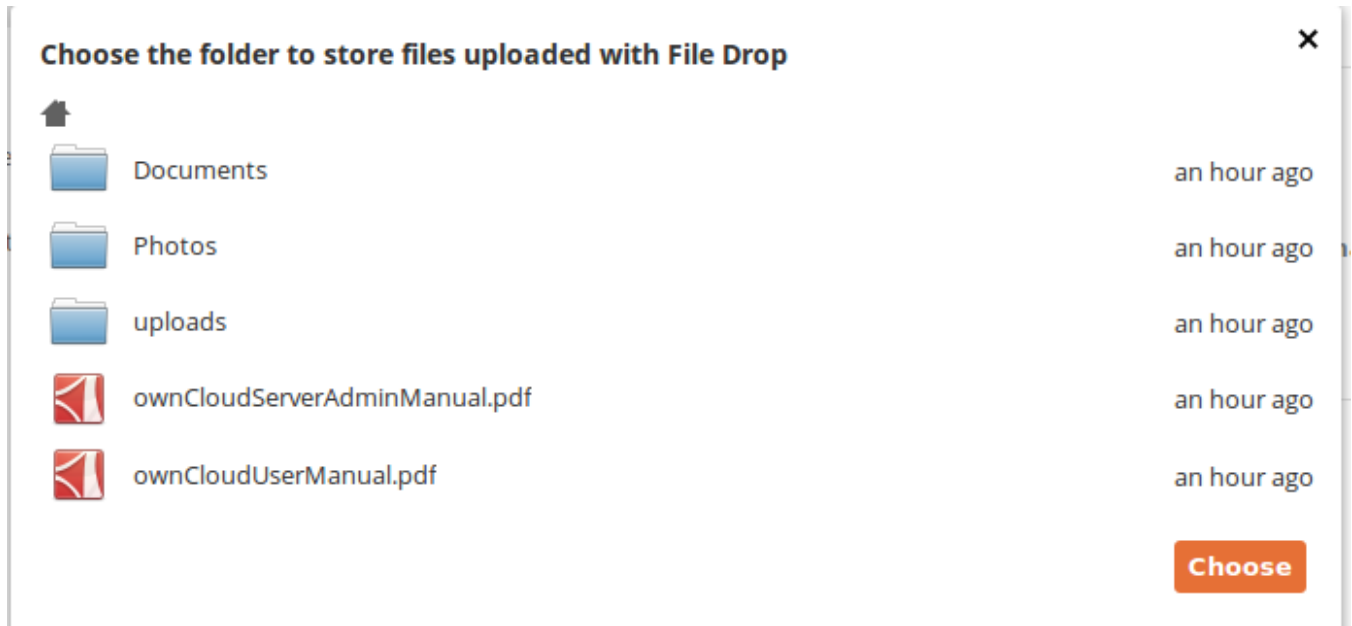 Choose the folder to store files uploaded with File Drop
Documents an hour ago
Photos an hour ago
uploads an hour ago
ownCloudServerAdminManual.pdf an hour ago
ownCloudUserManual.pdf an hour ago
Choose